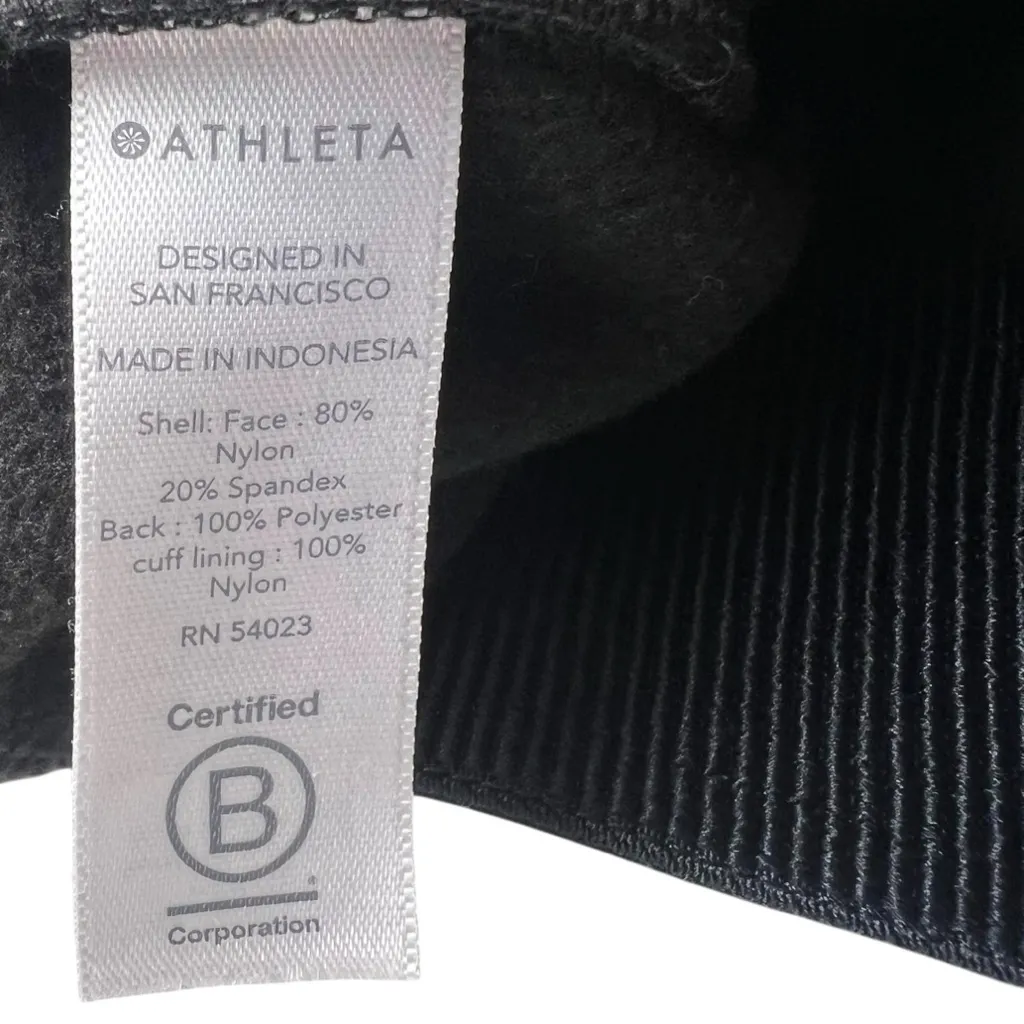 ATHLETA
DESIGNED IN
SAN FRANCISCO
MADE IN INDONESIA
Shell: Face : 80%
Nylon
20% Spandex
Back : 100% Polyester
cuff lining : 100%
Nylon
RN 54023
Certified
B
Corporation